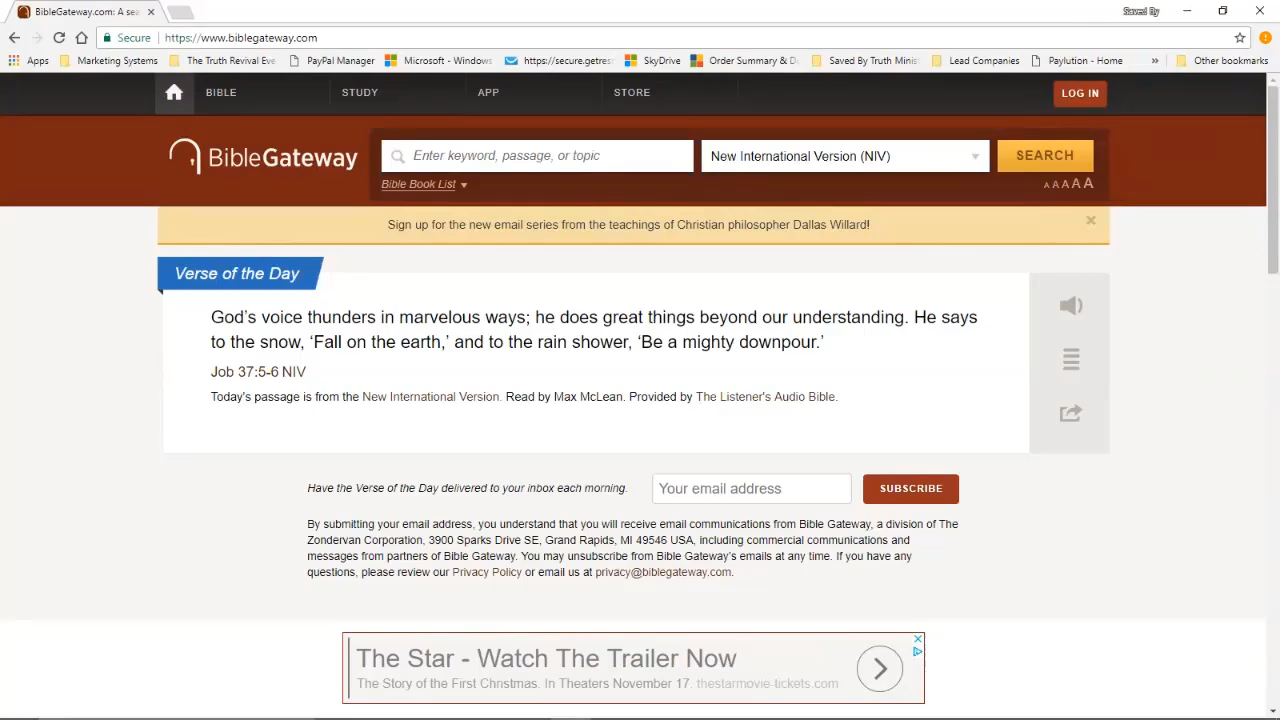 BibleGateway.com: A sea
Saved By
Secure https://www.biblegateway.com
Apps Marketing Systems The Truth Revival Eve PayPal Manager Microsoft - Windows https://secure.getres SkyDrive Order Summary & D Saved By Truth Minis Lead Companies Paylution - Home » Other bookmarks
BIBLE STUDY APP STORE LOG IN
BibleGateway Enter keyword, passage, or topic New International Version (NIV) SEARCH
Bible Book List A A A A A
Sign up for the new email series from the teachings of Christian philosopher Dallas Willard!
Verse of the Day
God's voice thunders in marvelous ways; he does great things beyond our understanding. He says
to the snow, ‘Fall on the earth,’ and to the rain shower, ‘Be a mighty downpour.’
Job 37:5-6 NIV
Today's passage is from the New International Version. Read by Max McLean. Provided by The Listener's Audio Bible.
Have the Verse of the Day delivered to your inbox each morning. Your email address SUBSCRIBE
By submitting your email address, you understand that you will receive email communications from Bible Gateway, a division of The
Zondervan Corporation, 3900 Sparks Drive SE, Grand Rapids, MI 49546 USA, including commercial communications and
messages from partners of Bible Gateway. You may unsubscribe from Bible Gateway's emails at any time. If you have any
questions, please review our Privacy Policy or email us at privacy@biblegateway.com.
The Star - Watch The Trailer Now
The Story of the First Christmas. In Theaters November 17. thestarmovie-tickets.com